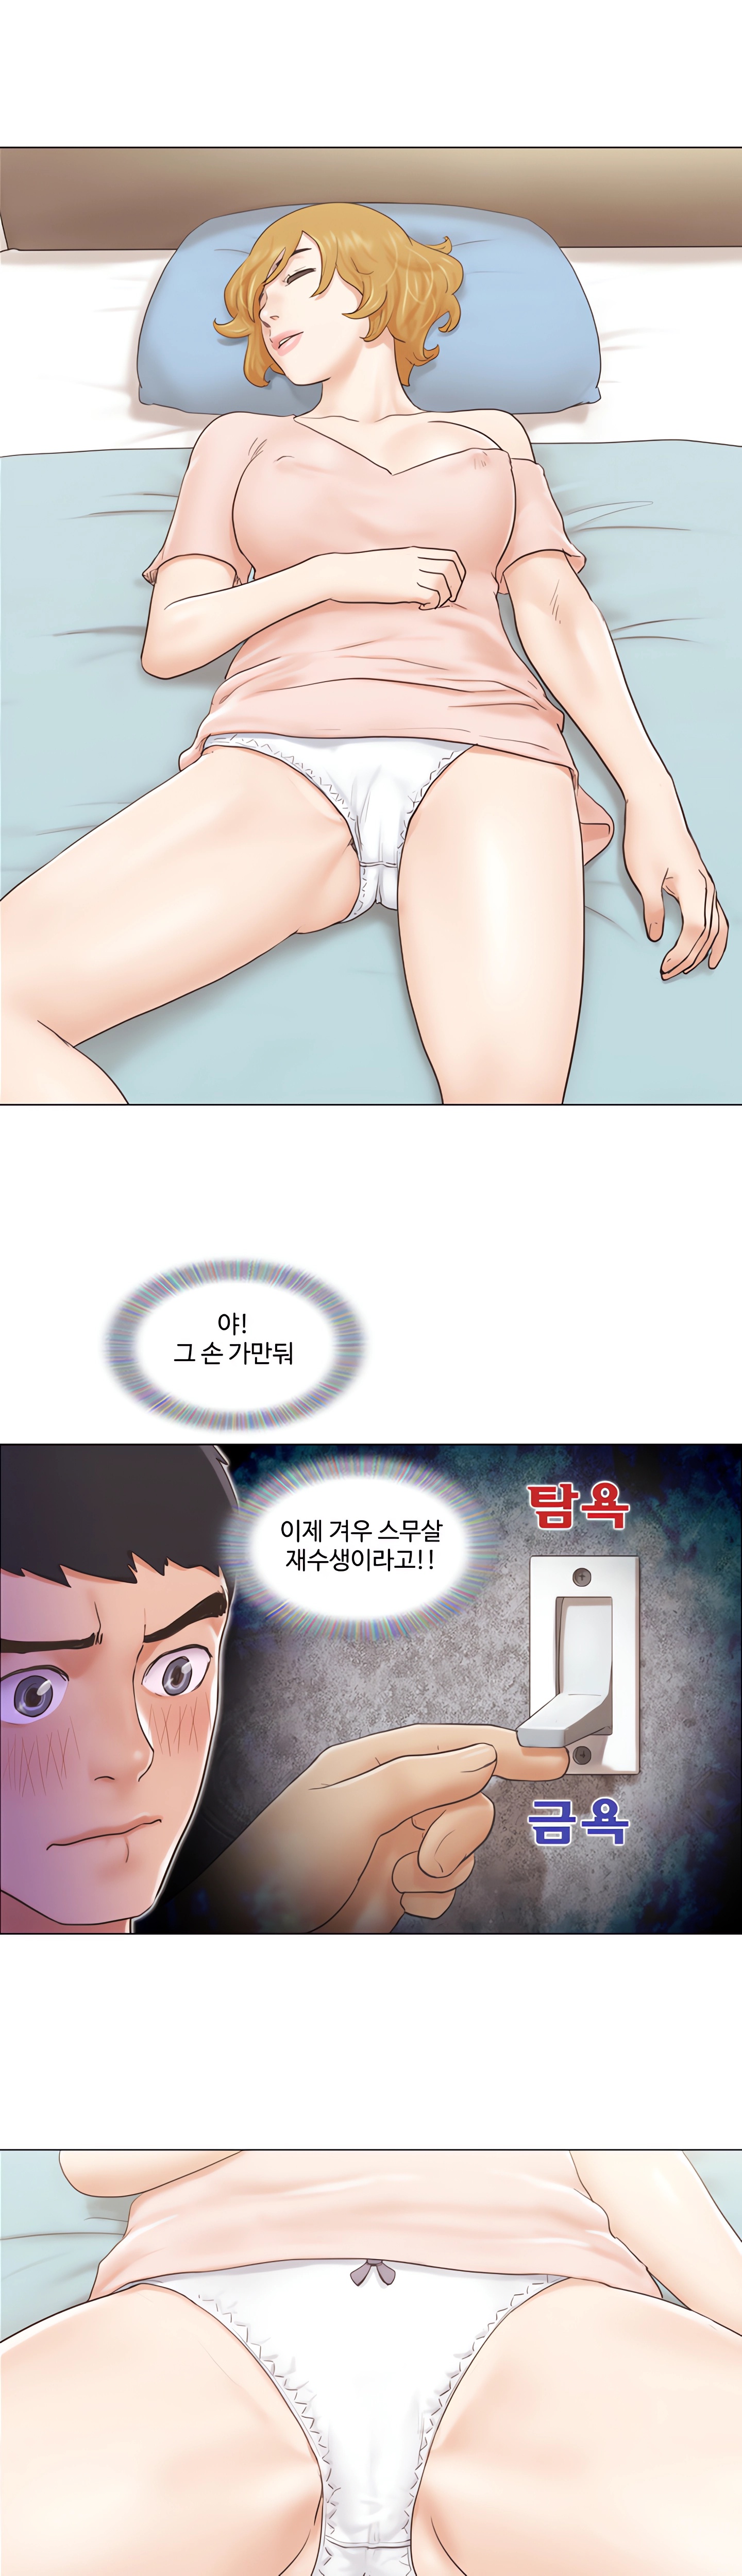 야!
그 손 가만둬
이제 겨우 스무살
재수생이라고!!
탐욕
금욕